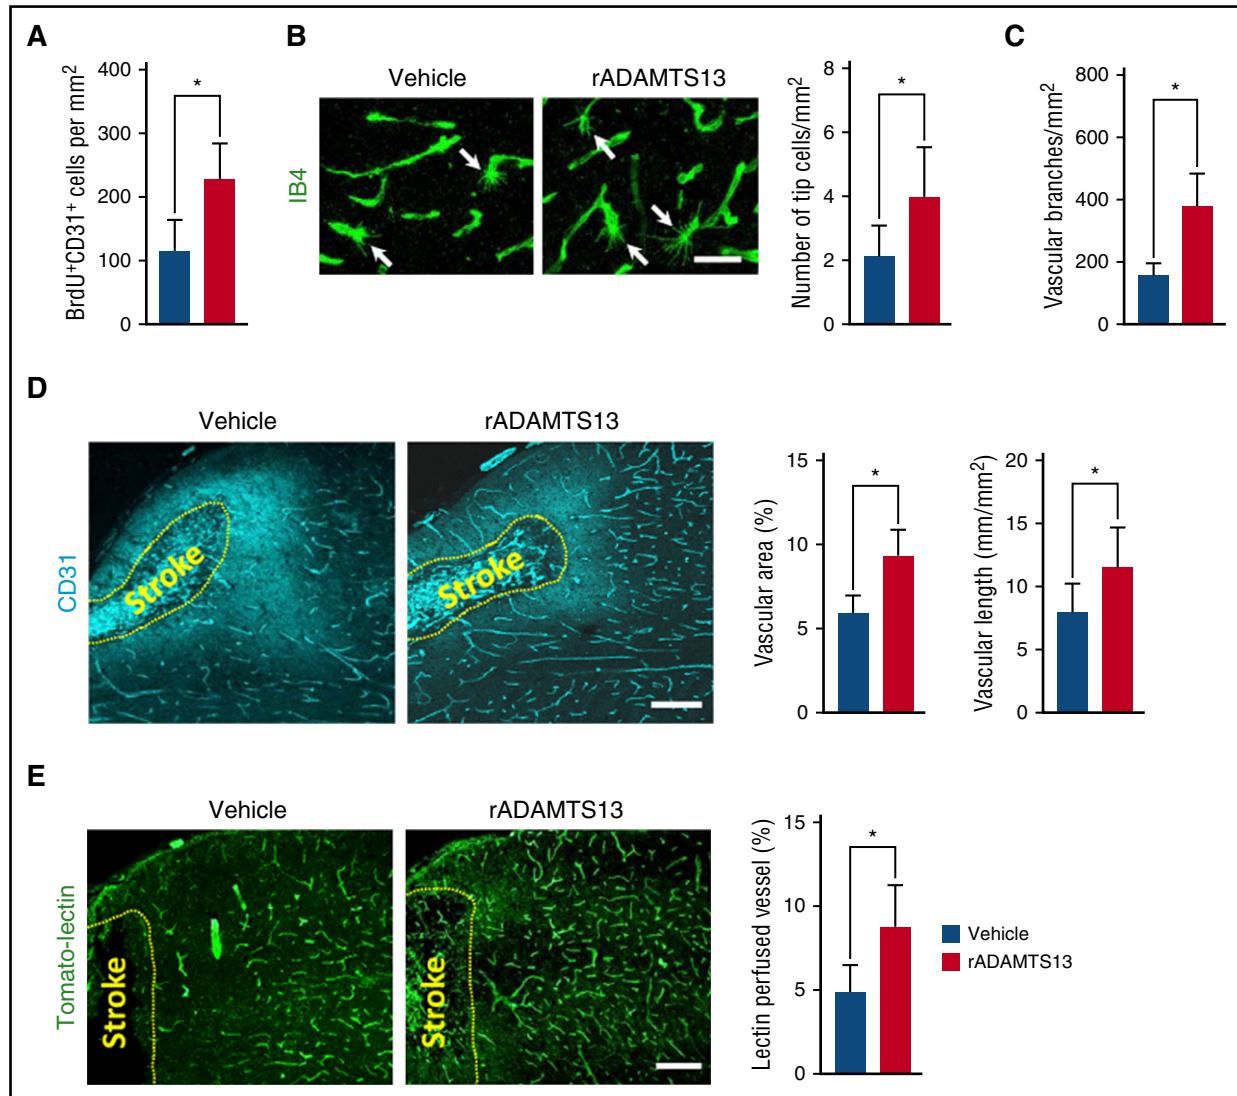 A
BrdU⁺CD31⁺ cells per mm²
400
300
200
100
0
*
B
Vehicle
rADAMTS13
IB4
Number of tip cells/mm²
8
6
4
2
0
*
C
Vascular branches/mm²
800
600
400
200
0
*
D
Vehicle
rADAMTS13
CD31
Stroke
Stroke
Vascular area (%)
15
10
5
0
*
Vascular length (mm/mm²)
20
15
10
5
0
*
E
Vehicle
rADAMTS13
Tomato-lectin
Stroke
Stroke
Lectin perfused vessel (%)
15
10
5
0
*
Vehicle
rADAMTS13